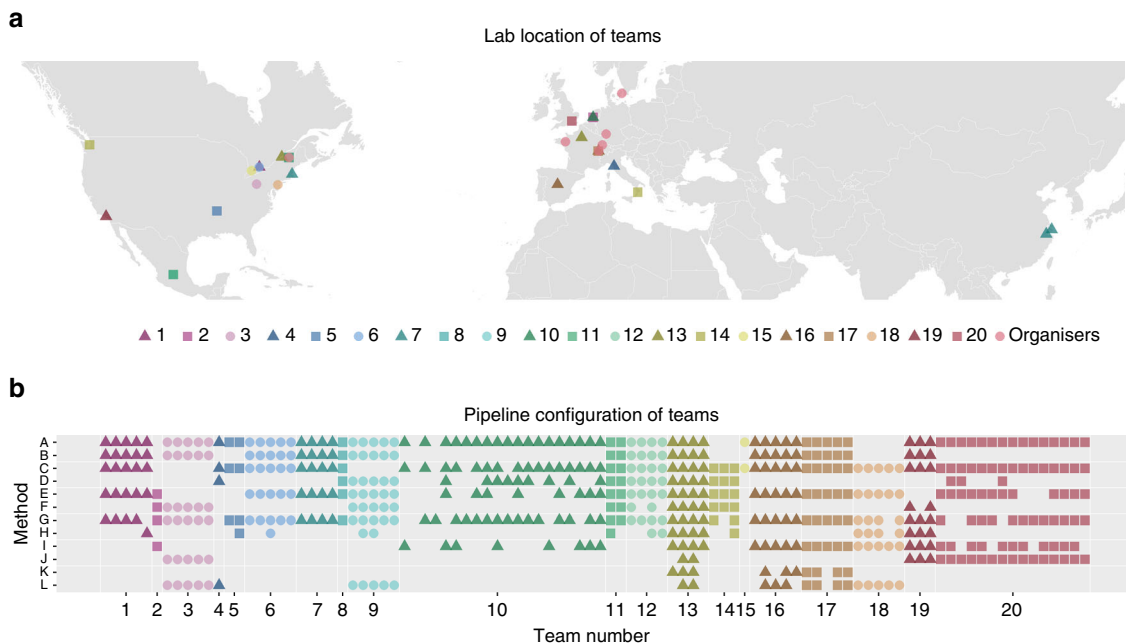 a
Lab location of teams
1 2 3 4 5 6 7 8 9 10 11 12 13 14 15 16 17 18 19 20 Organisers
b
Pipeline configuration of teams
Method
A
B
C
D
E
F
G
H
I
J
K
L
1 2 3 4 5 6 7 8 9 10 11 12 13 14 15 16 17 18 19 20
Team number